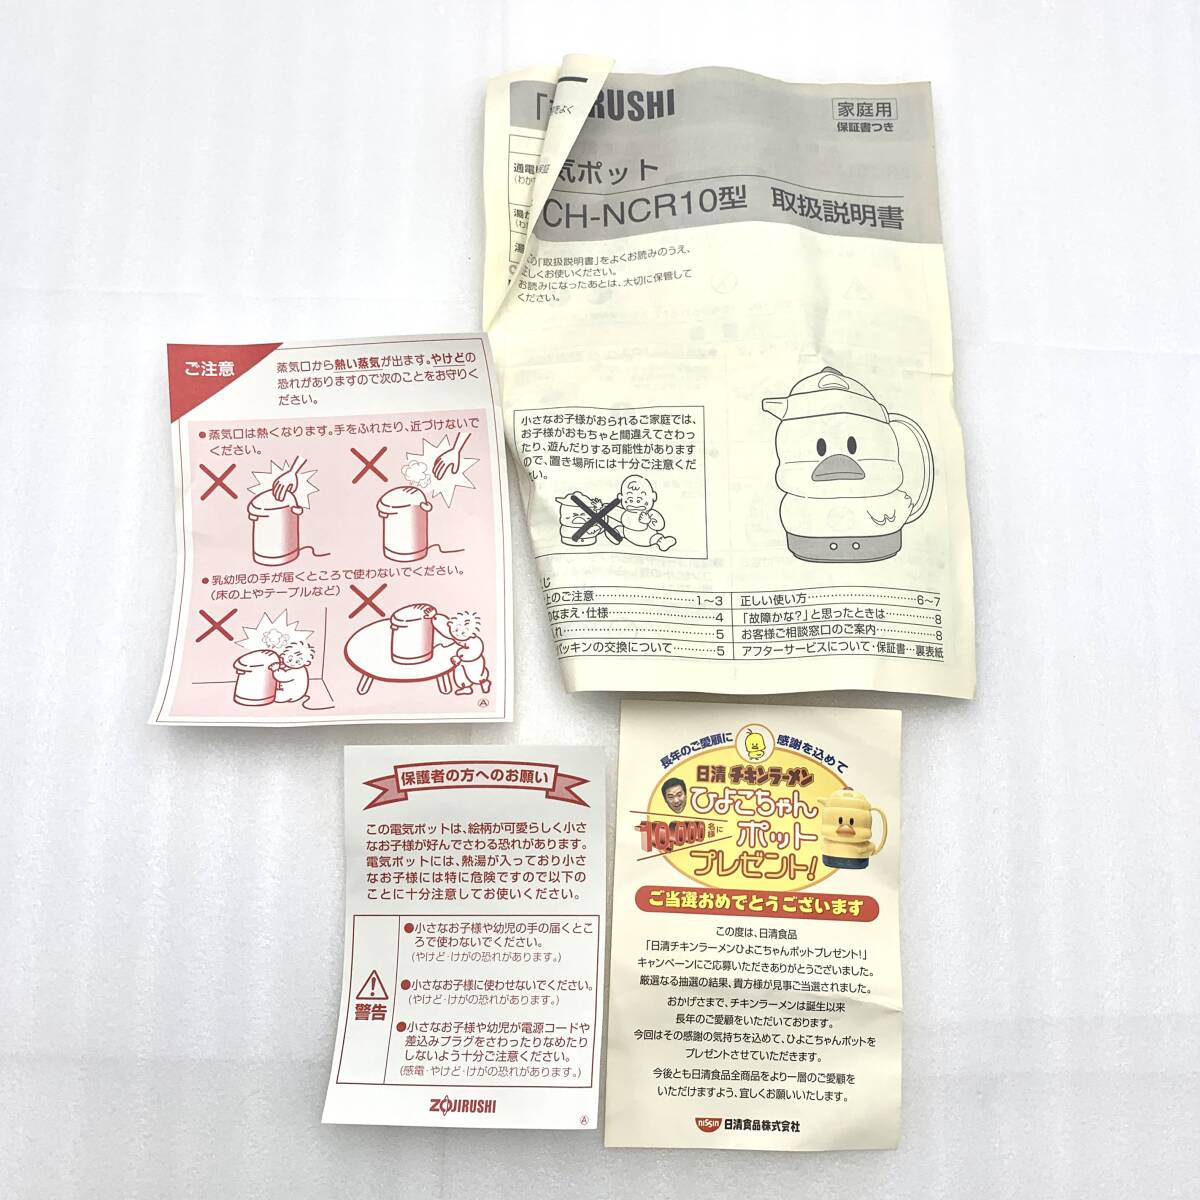 RUSHI
家庭用
保証書つき
気ポット
CH-NCR10型 取扱説明書
「取扱説明書」をよくお読みのうえ、
しくお使いください。
お読みになったあとは、大切に保管して
ください。
通電
湯
小さなお子様がおられるご家庭では、
お子様がおもちゃと間違えてさわっ
たり、遊んだりする可能性があります
ので、置き場所には十分ご注意くだ
さい。
じ
上のご注意……………………1〜3
なまえ・仕様…………………4
れ……………………………5
パッキンの交換について…………5
正しい使い方……………………6〜7
「故障かな?」と思ったときは………8
お客様ご相談窓口のご案内…………8
アフターサービスについて・保証書…裏表紙
ご注意
蒸気口から熱い蒸気が出ます。やけどの
恐れがありますので次のことをお守りく
ださい。
●蒸気口は熱くなります。手をふれたり、近づけないで
ください。
●乳幼児の手が届くところで使わないでください。
(床の上やテーブルなど)
Ⓐ
保護者の方へのお願い
この電気ポットは、絵柄が可愛らしく小さ
なお子様が好んでさわる恐れがあります。
電気ポットには、熱湯が入っており小さ
なお子様には特に危険ですので以下の
ことに十分注意してお使いください。
警告
●小さなお子様や幼児の手の届くとこ
ろで使わないでください。
(やけど・けがの恐れがあります。)
●小さなお子様に使わせないでください。
(やけど・けがの恐れがあります。)
●小さなお子様や幼児が電源コードや
差込みプラグをさわったりなめたり
しないよう十分ご注意ください。
(感電・やけど・けがの恐れがあります。)
ZOJIRUSHI
Ⓐ
長年のご愛顧に 感謝を込めて
日清 チキンラーメン
ひよこちゃん
10,000名様に
ポット
プレゼント!
ご当選おめでとうございます
この度は、日清食品
「日清チキンラーメンひよこちゃんポットプレゼント!」
キャンペーンにご応募いただきありがとうございました。
厳選なる抽選の結果、貴方様が見事ご当選されました。
おかげさまで、チキンラーメンは誕生以来
長年のご愛顧をいただいております。
今回はその感謝の気持ちを込めて、ひよこちゃんポットを
プレゼントさせていただきます。
今後とも日清食品全商品をより一層のご愛顧を
いただけますよう、宜しくお願いいたします。
NISSIN 日清食品株式会社